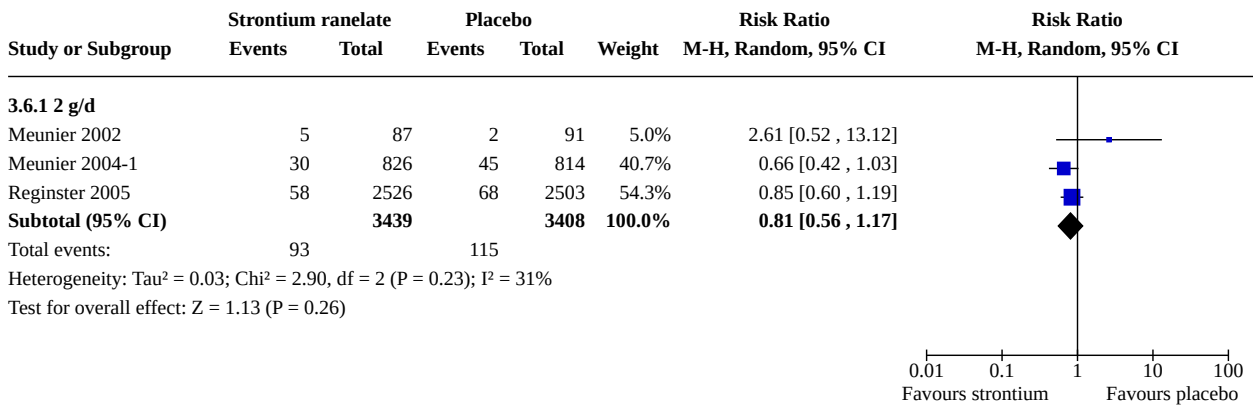 Strontium ranelate Placebo Risk Ratio Risk Ratio
Study or Subgroup Events Total Events Total Weight M-H, Random, 95% CI M-H, Random, 95% CI
3.6.1 2 g/d
Meunier 2002 5 87 2 91 5.0% 2.61 [0.52 , 13.12]
Meunier 2004-1 30 826 45 814 40.7% 0.66 [0.42 , 1.03]
Reginster 2005 58 2526 68 2503 54.3% 0.85 [0.60 , 1.19]
Subtotal (95% CI) 3439 3408 100.0% 0.81 [0.56 , 1.17]
Total events: 93 115
Heterogeneity: Tau² = 0.03; Chi² = 2.90, df = 2 (P = 0.23); I² = 31%
Test for overall effect: Z = 1.13 (P = 0.26)
0.01 0.1 1 10 100
Favours strontium Favours placebo